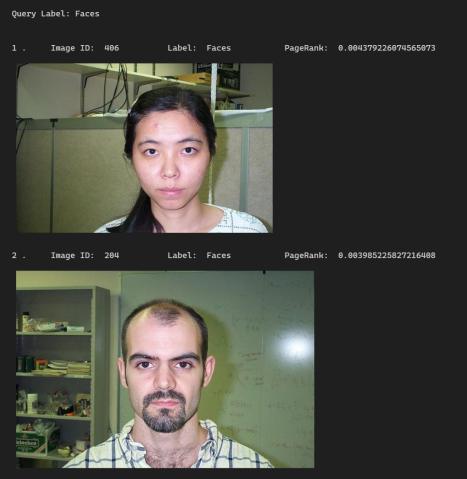 Query Label: Faces
1 . Image ID: 406 Label: Faces PageRank: 0.004379226074565073
2 . Image ID: 204 Label: Faces PageRank: 0.003985225827216408